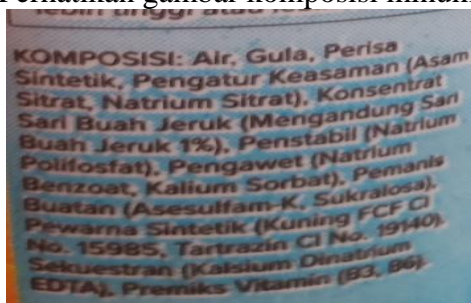 KOMPOSISI: Air, Gula, Perisa
Sintetik, Pengatur Keasaman (Asam
Sitrat, Natrium Sitrat), Konsentrat
Sari Buah Jeruk (Mengandung Sari
Buah Jeruk 1%), Penstabil (Natrium
Polifosfat), Pengawet (Natrium
Benzoat, Kalium Sorbat), Pemanis
Buatan (Asesulfam-K, Sukralosa),
Pewarna Sintetik (Kuning FCF CI
No. 15985, Tartrazin CI No. 19140),
Sekuestran (Kalsium Dinatrium
EDTA), Premiks Vitamin (B3, B6).